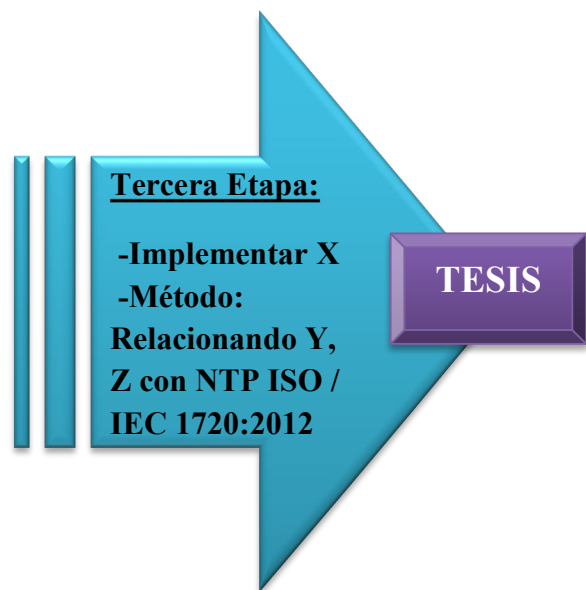 Tercera Etapa:
-Implementar X
-Método:
Relacionando Y,
Z con NTP ISO /
IEC 1720:2012
TESIS